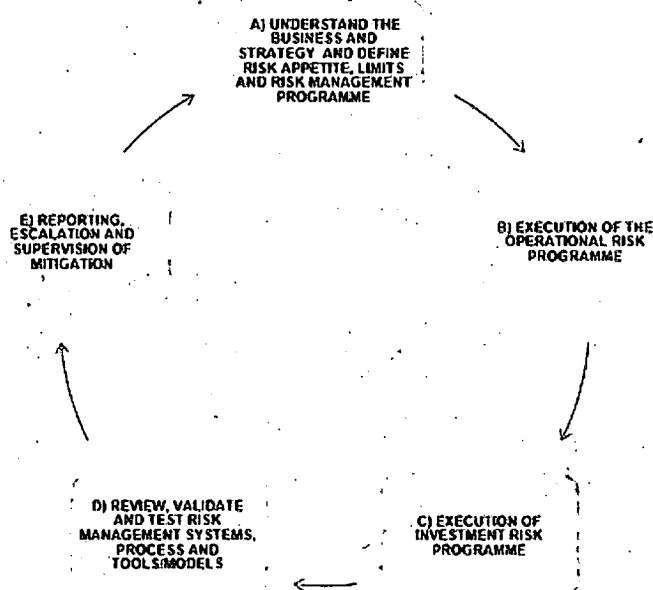 A) UNDERSTAND THE
BUSINESS AND
STRATEGY AND DEFINE
RISK APPETITE, LIMITS
AND RISK MANAGEMENT
PROGRAMME
B) EXECUTION OF THE
OPERATIONAL RISK
PROGRAMME
C) EXECUTION OF
INVESTMENT RISK
PROGRAMME
D) REVIEW, VALIDATE
AND TEST RISK
MANAGEMENT SYSTEMS,
PROCESS AND
TOOLS/MODELS
E) REPORTING,
ESCALATION AND
SUPERVISION OF
MITIGATION